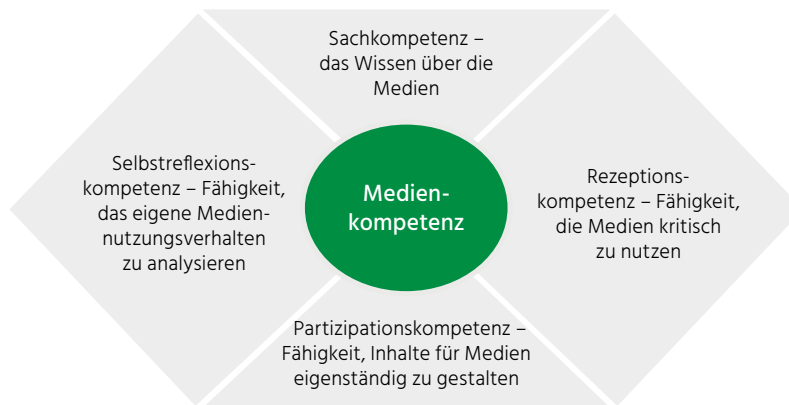 Sachkompetenz –
das Wissen über die
Medien
Selbstreflexions-
kompetenz – Fähigkeit,
das eigene Medien-
nutzungsverhalten
zu analysieren
Medien-
kompetenz
Rezeptions-
kompetenz – Fähigkeit,
die Medien kritisch
zu nutzen
Partizipationskompetenz –
Fähigkeit, Inhalte für Medien
eigenständig zu gestalten